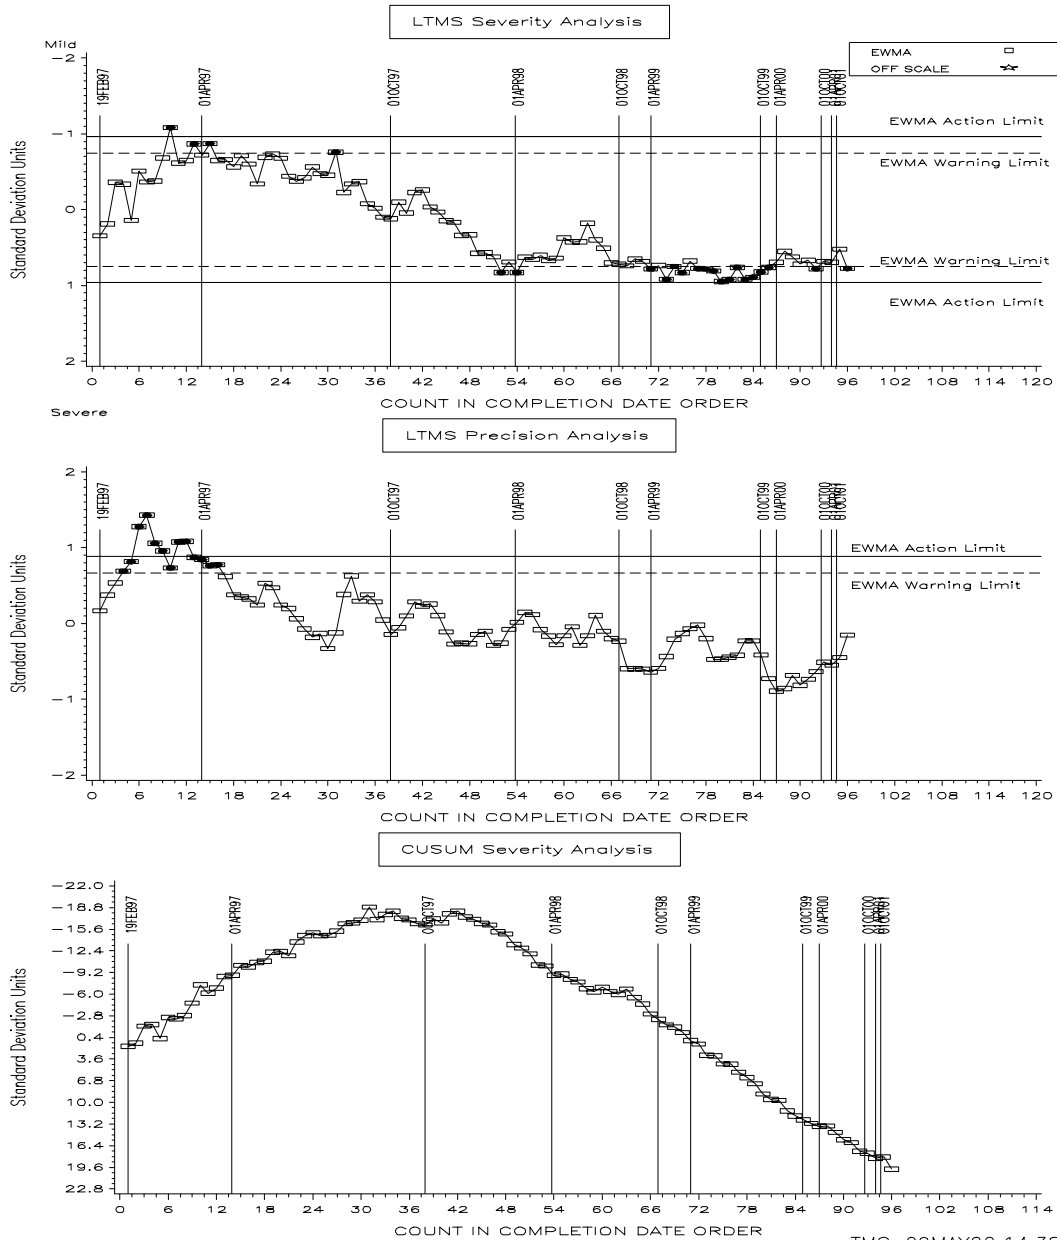 LTMS Severity Analysis
Mild
EWMA
OFF SCALE
19FEB97 01APR97 01OCT97 01APR98 01OCT98 01APR99 01OCT99 01APR00 01OCT00 01OCT01
EWMA Action Limit
EWMA Warning Limit
EWMA Warning Limit
EWMA Action Limit
Standard Deviation Units
-2
-1
0
1
2
0 6 12 18 24 30 36 42 48 54 60 66 72 78 84 90 96 102 108 114 120
COUNT IN COMPLETION DATE ORDER
Severe
LTMS Precision Analysis
19FEB97 01APR97 01OCT97 01APR98 01OCT98 01APR99 01OCT99 01APR00 01OCT00 01OCT01
EWMA Action Limit
EWMA Warning Limit
Standard Deviation Units
2
1
0
-1
-2
0 6 12 18 24 30 36 42 48 54 60 66 72 78 84 90 96 102 108 114 120
COUNT IN COMPLETION DATE ORDER
CUSUM Severity Analysis
19FEB97 01APR97 01APR98 01OCT98 01APR99 01OCT99 01APR00 01OCT00 01OCT01
Standard Deviation Units
-22.0
-18.8
-15.6
-12.4
-9.2
-6.0
-2.8
0.4
3.6
6.8
10.0
13.2
16.4
19.6
22.8
0 6 12 18 24 30 36 42 48 54 60 66 72 78 84 90 96 102 108 114
COUNT IN COMPLETION DATE ORDER